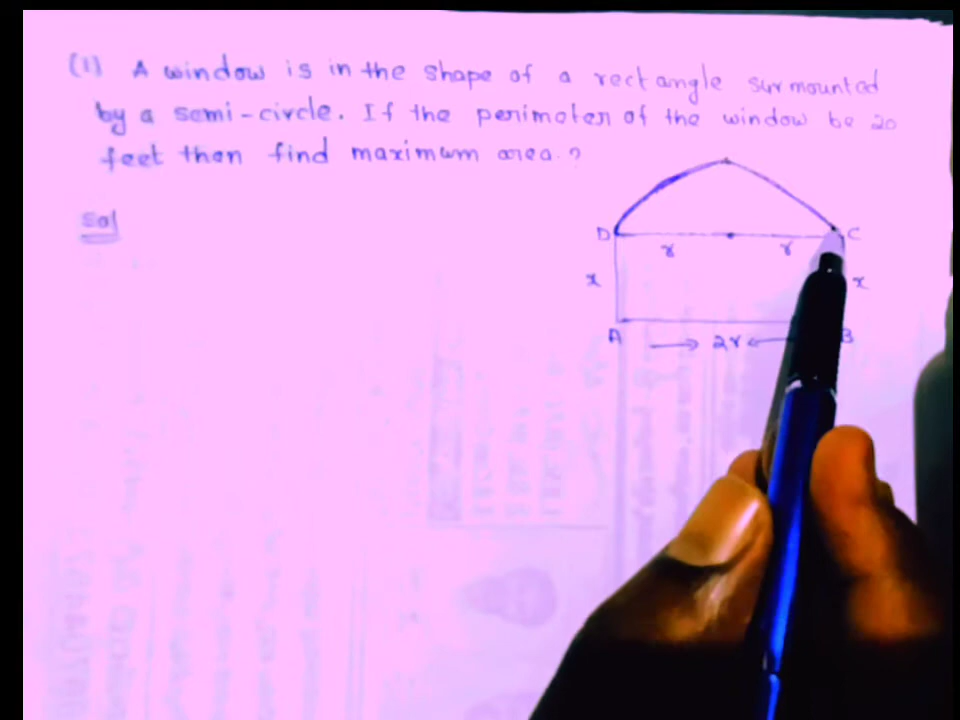 (1) A window is in the shape of a rectangle surmounted
by a semi-circle. If the perimeter of the window be 20
feet then find maximum area.?
Sol
D C
r r
x x
A B
2r